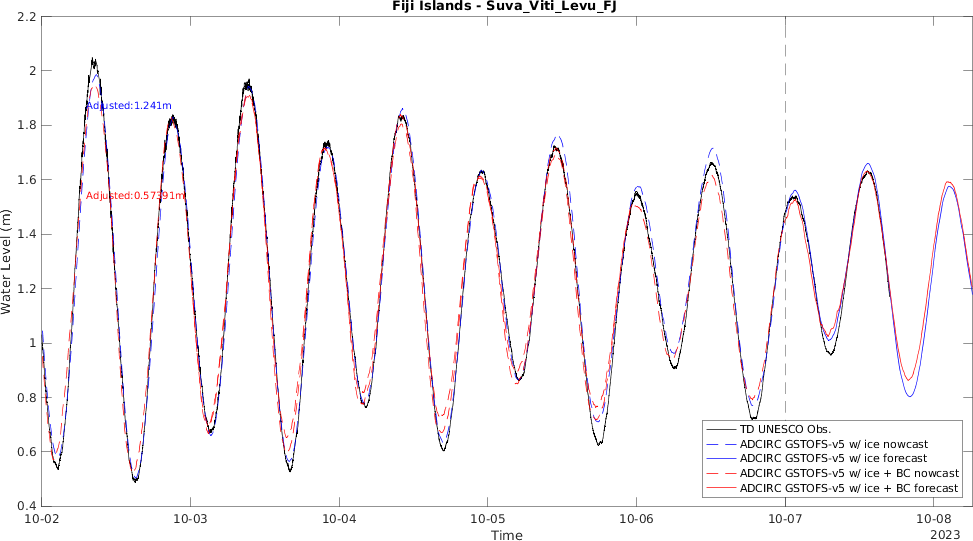 Fiji Islands - Suva_Viti_Levu_FJ
2.2
2
1.8
1.6
1.4
1.2
1
0.8
0.6
0.4
Water Level (m)
Adjusted:1.241m
Adjusted:0.57391m
TD UNESCO Obs.
ADCIRC GSTOFS-v5 w/ ice nowcast
ADCIRC GSTOFS-v5 w/ ice forecast
ADCIRC GSTOFS-v5 w/ ice + BC nowcast
ADCIRC GSTOFS-v5 w/ ice + BC forecast
10-02 10-03 10-04 10-05 10-06 10-07 10-08
Time
2023